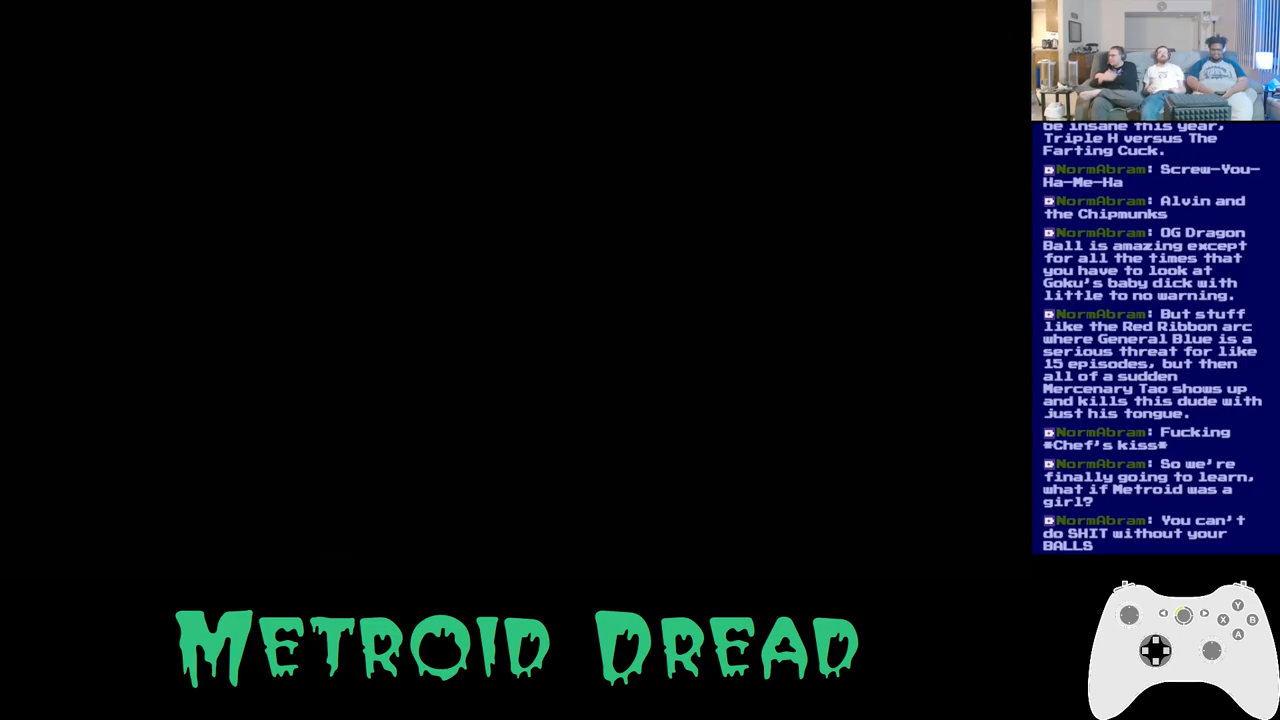 be insane this year,
Triple H versus The
Farting Cuck.
NormAbram: Screw-You-
Ha-Me-Ha
NormAbram: Alvin and
the Chipmunks
NormAbram: OG Dragon
Ball is amazing except
for all the times that
you have to look at
Goku's baby dick with
little to no warning.
NormAbram: But stuff
like the Red Ribbon arc
where General Blue is a
serious threat for like
15 episodes, but then
all of a sudden
Mercenary Tao shows up
and kills this dude with
just his tongue.
NormAbram: Fucking
*Chef's kiss*
NormAbram: So we're
finally going to learn,
what if Metroid was a
girl?
NormAbram: You can't
do SHIT without your
BALLS
METROID DREAD
Y
X B
A